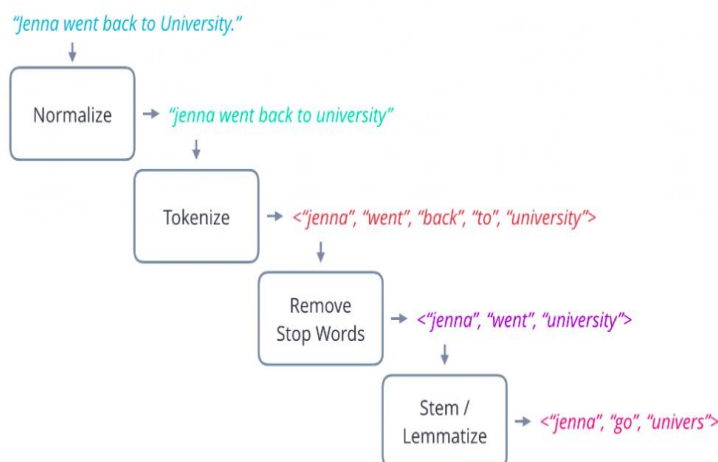 “Jenna went back to University.”
Normalize
“jenna went back to university”
Tokenize
<“jenna”, “went”, “back”, “to”, “university”>
Remove
Stop Words
<“jenna”, “went”, “university”>
Stem /
Lemmatize
<“jenna”, “go”, “univers”>